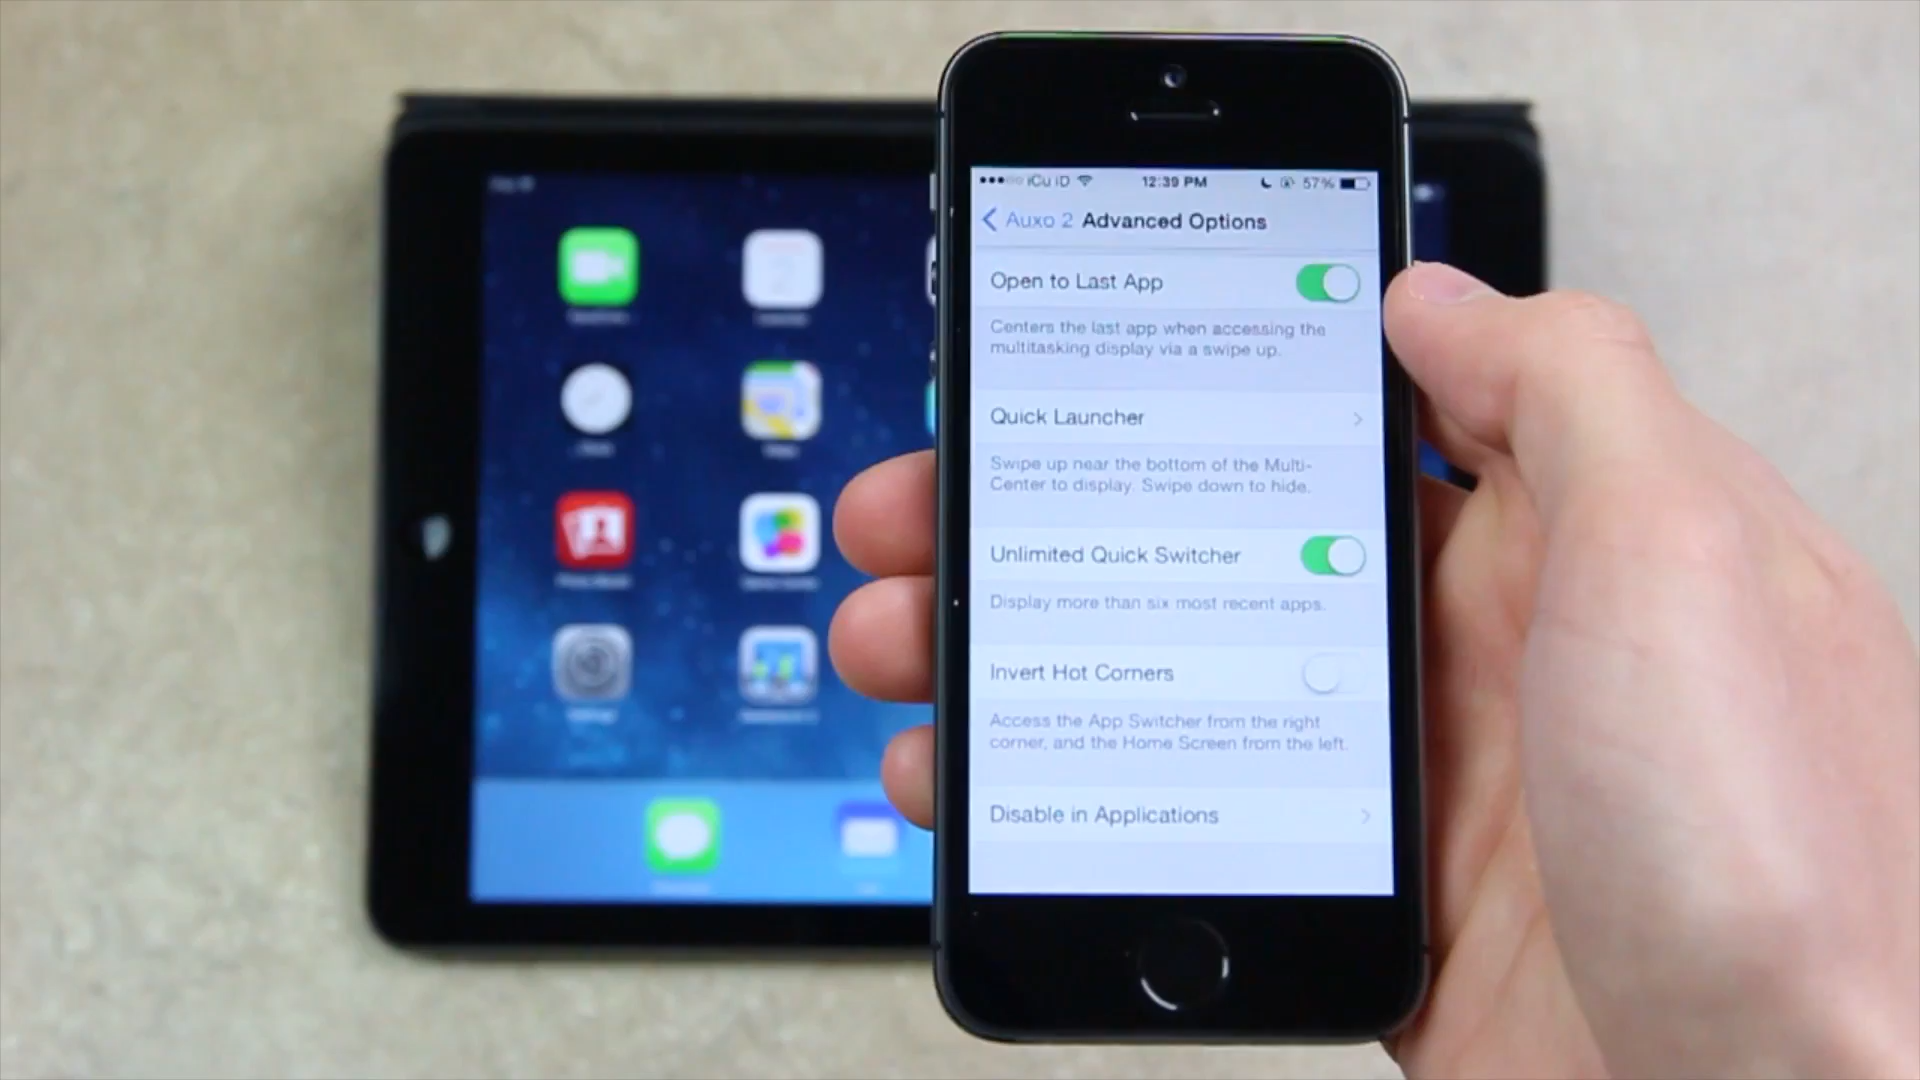 iCu iD
12:39 PM
57%
Auxo 2 Advanced Options
Open to Last App
Centers the last app when accessing the
multitasking display via a swipe up.
Quick Launcher
Swipe up near the bottom of the Multi-
Center to display. Swipe down to hide.
Unlimited Quick Switcher
Display more than six most recent apps.
Invert Hot Corners
Access the App Switcher from the right
corner, and the Home Screen from the left.
Disable in Applications